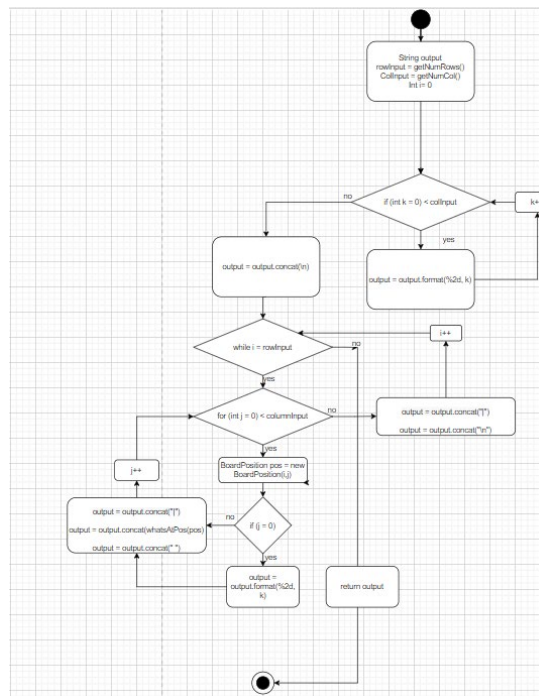 String output
rowInput = getNumRows()
ColInput = getNumCol()
Int i= 0
if (int k = 0) < colInput
no
k+
yes
output = output.concat(\n)
output = output.format(%2d, k)
i++
while i = rowInput
no
yes
for (int j = 0) < columnInput
no
output = output.concat("|")
output = output.concat("\n")
yes
j++
BoardPosition pos = new
BoardPosition(i,j)
output = output.concat("|")
output = output.concat(whatsAtPos(pos)
output = output.concat(" ")
no
if (j = 0)
yes
output =
output.format(%2d,
k)
return output